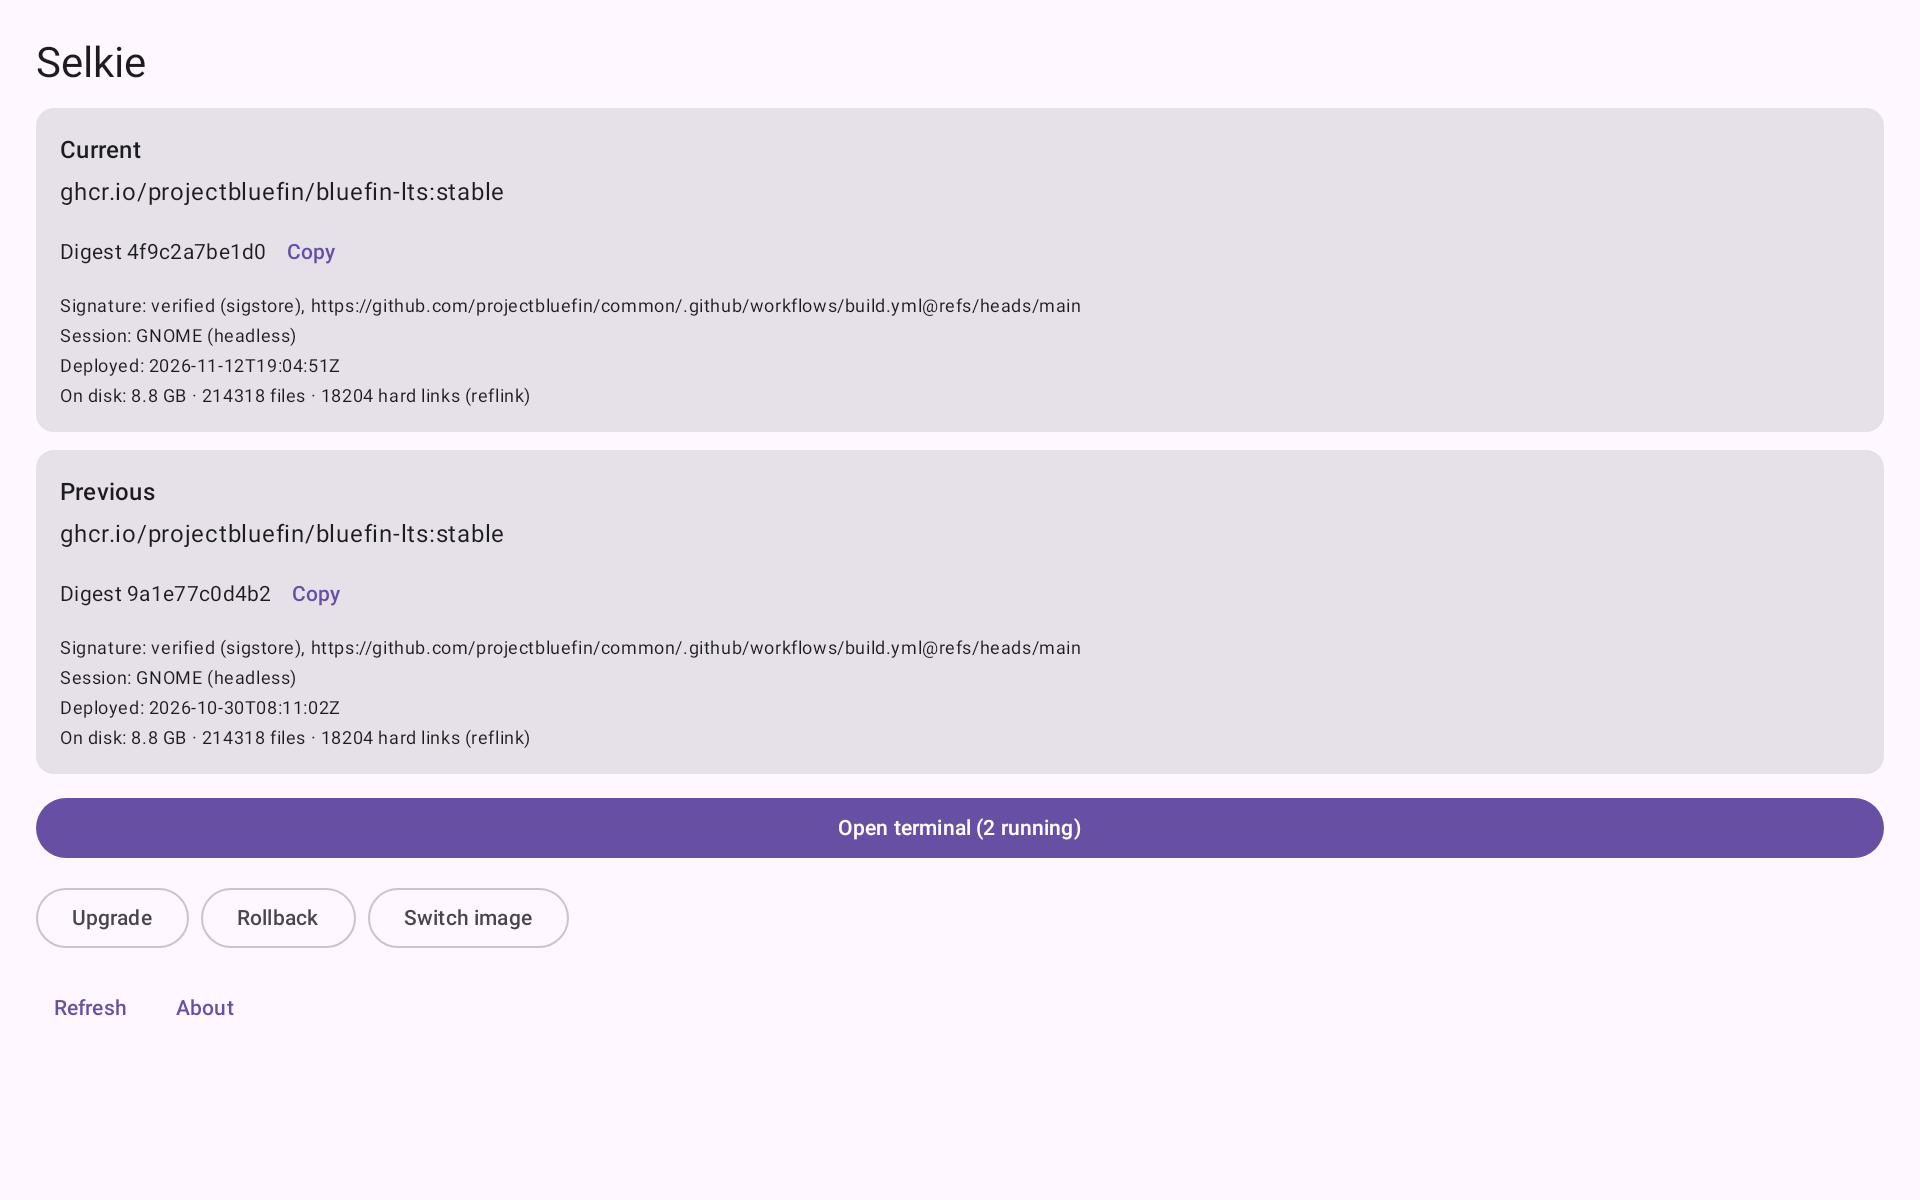 Selkie
Current
ghcr.io/projectbluefin/bluefin-lts:stable
Digest 4f9c2a7be1d0 Copy
Signature: verified (sigstore), https://github.com/projectbluefin/common/.github/workflows/build.yml@refs/heads/main
Session: GNOME (headless)
Deployed: 2026-11-12T19:04:51Z
On disk: 8.8 GB · 214318 files · 18204 hard links (reflink)
Previous
ghcr.io/projectbluefin/bluefin-lts:stable
Digest 9a1e77c0d4b2 Copy
Signature: verified (sigstore), https://github.com/projectbluefin/common/.github/workflows/build.yml@refs/heads/main
Session: GNOME (headless)
Deployed: 2026-10-30T08:11:02Z
On disk: 8.8 GB · 214318 files · 18204 hard links (reflink)
Open terminal (2 running)
Upgrade Rollback Switch image
Refresh About